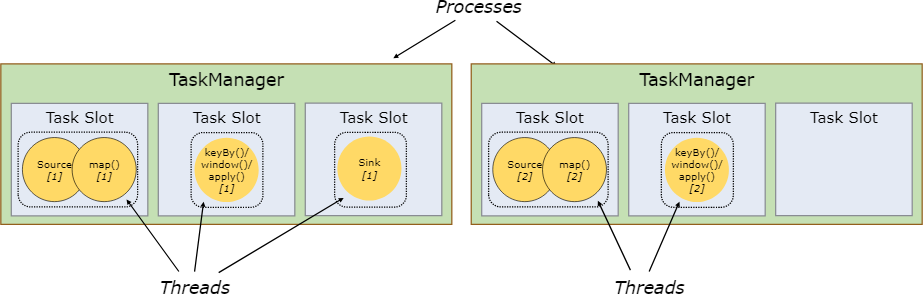 Processes
TaskManager
Task Slot
Source
[1]
map()
[1]
Task Slot
keyBy()/
window()/
apply()
[1]
Task Slot
Sink
[1]
Threads
TaskManager
Task Slot
Source
[2]
map()
[2]
Task Slot
keyBy()/
window()/
apply()
[2]
Task Slot
Threads